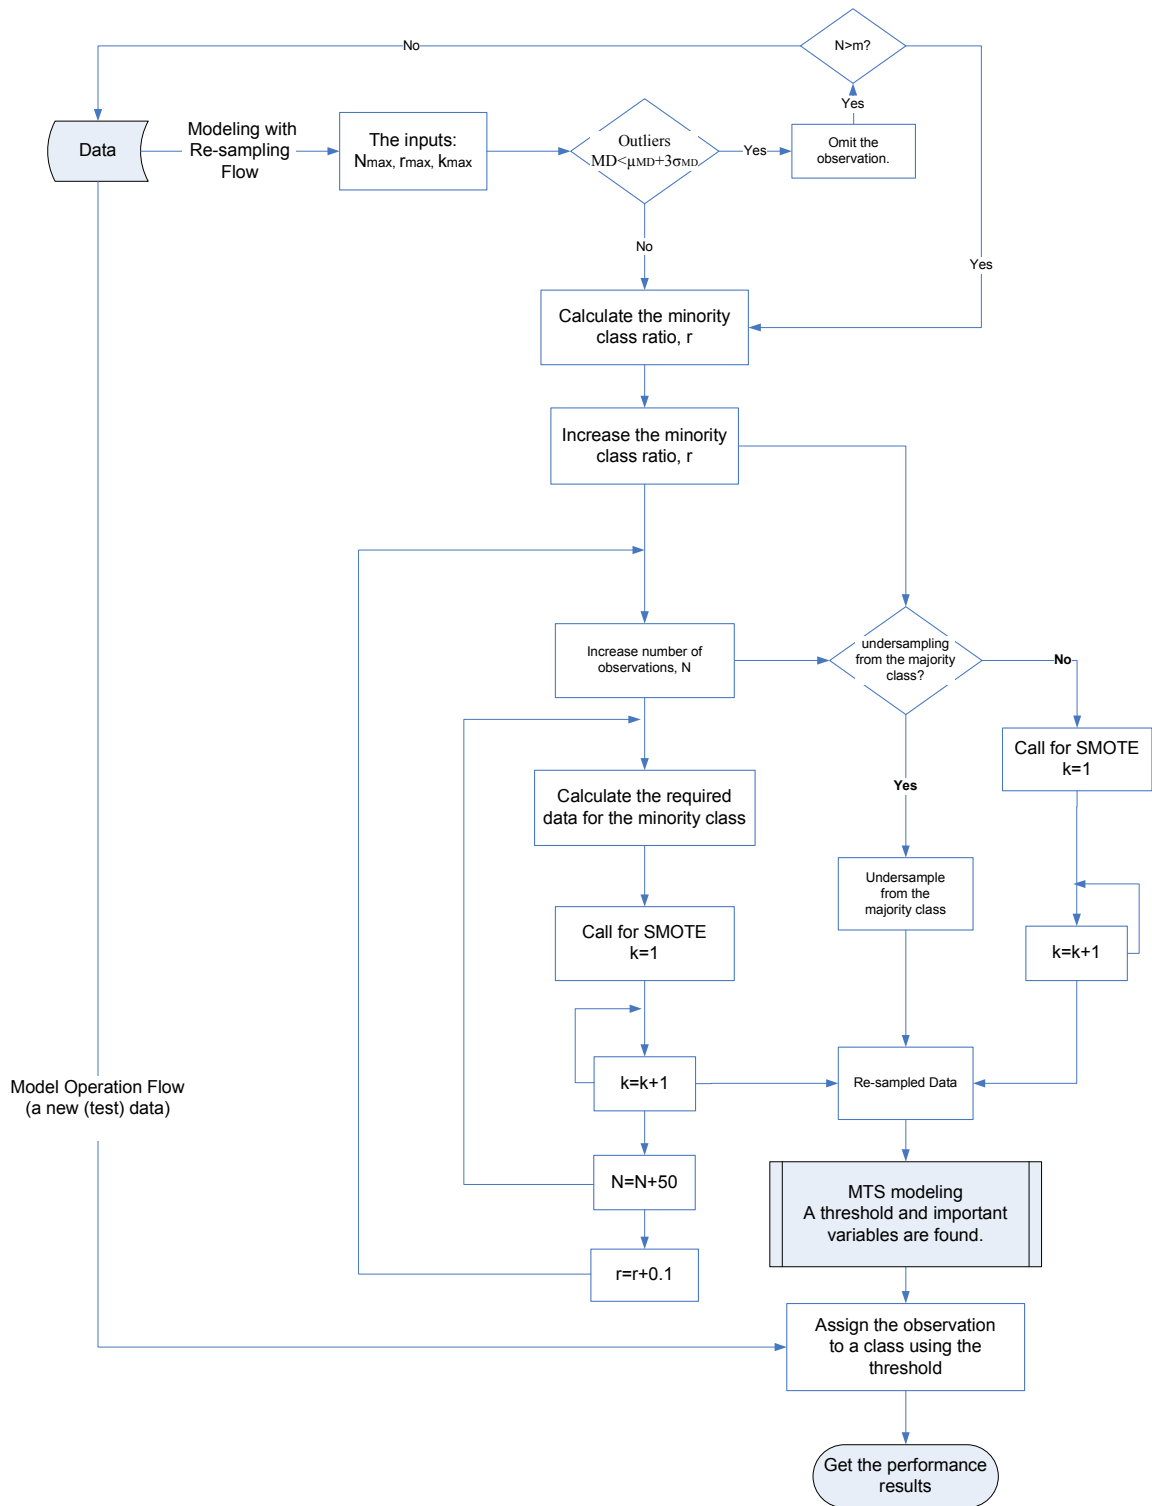 N>m?
No
Yes
Data
Modeling with
Re-sampling
Flow
The inputs:
Nmax, rmax, kmax
Outliers
MD<μMD+3σMD
Yes
Omit the
observation.
No
Yes
Calculate the minority
class ratio, r
Increase the minority
class ratio, r
Increase number of
observations, N
undersampling
from the majority
class?
No
Call for SMOTE
k=1
Yes
Calculate the required
data for the minority class
Undersample
from the
majority class
Call for SMOTE
k=1
k=k+1
k=k+1
Re-sampled Data
Model Operation Flow
(a new (test) data)
N=N+50
MTS modeling
A threshold and important
variables are found.
r=r+0.1
Assign the observation
to a class using the
threshold
Get the performance
results